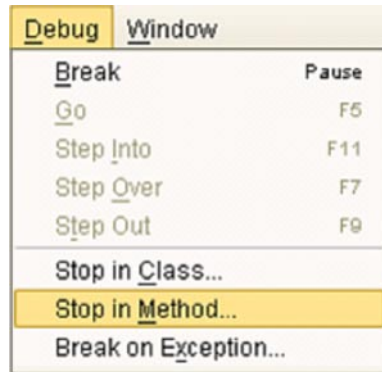 Debug Window
Break Pause
Go F5
Step Into F11
Step Over F7
Step Out F9
Stop in Class...
Stop in Method...
Break on Exception...